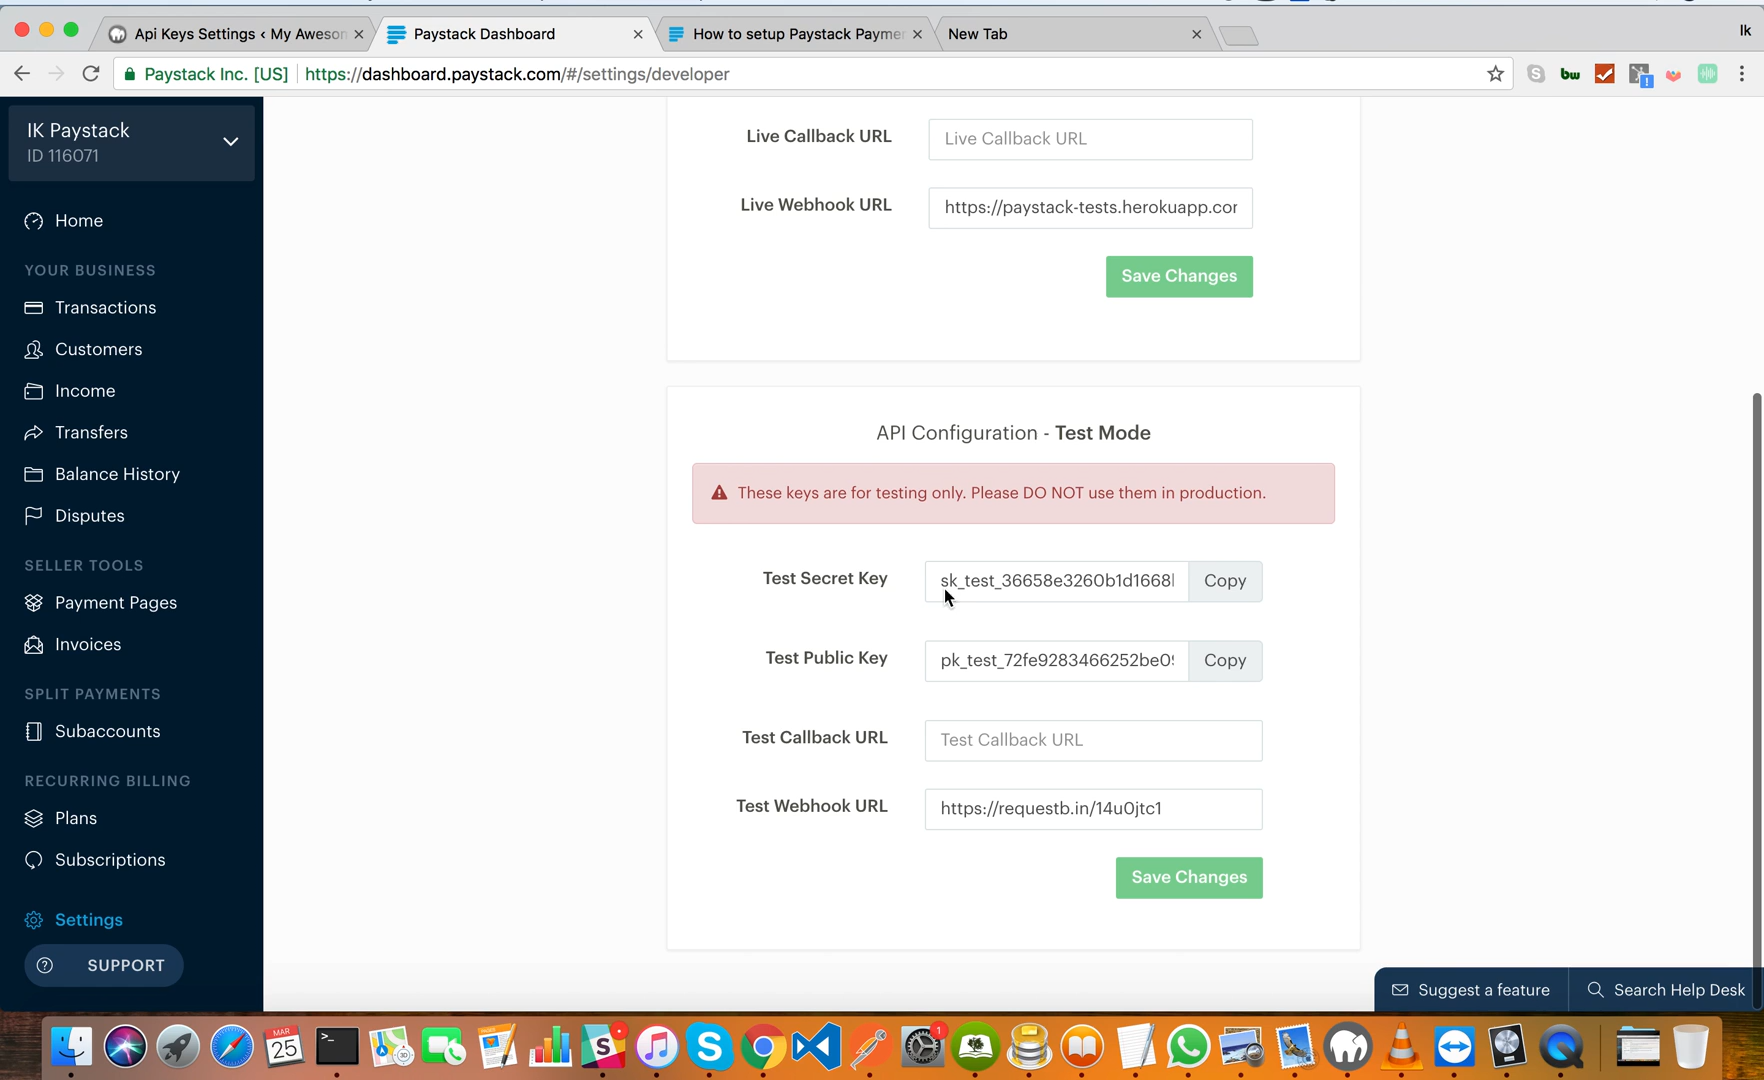 Api Keys Settings ‹ My Aweson
Paystack Dashboard
How to setup Paystack Payme
New Tab
Ik
Paystack Inc. [US]
https://dashboard.paystack.com/#/settings/developer
bw
IK Paystack
ID 116071
Home
YOUR BUSINESS
Transactions
Customers
Income
Transfers
Balance History
Disputes
SELLER TOOLS
Payment Pages
Invoices
SPLIT PAYMENTS
Subaccounts
RECURRING BILLING
Plans
Subscriptions
Settings
SUPPORT
Live Callback URL Live Callback URL
Live Webhook URL https://paystack-tests.herokuapp.cor
Save Changes
API Configuration - Test Mode
These keys are for testing only. Please DO NOT use them in production.
Test Secret Key sk_test_36658e3260b1d1668 Copy
Test Public Key pk_test_72fe9283466252be0 Copy
Test Callback URL Test Callback URL
Test Webhook URL https://requestb.in/14u0jtc1
Save Changes
Suggest a feature
Search Help Desk
MAR
25
3D
1